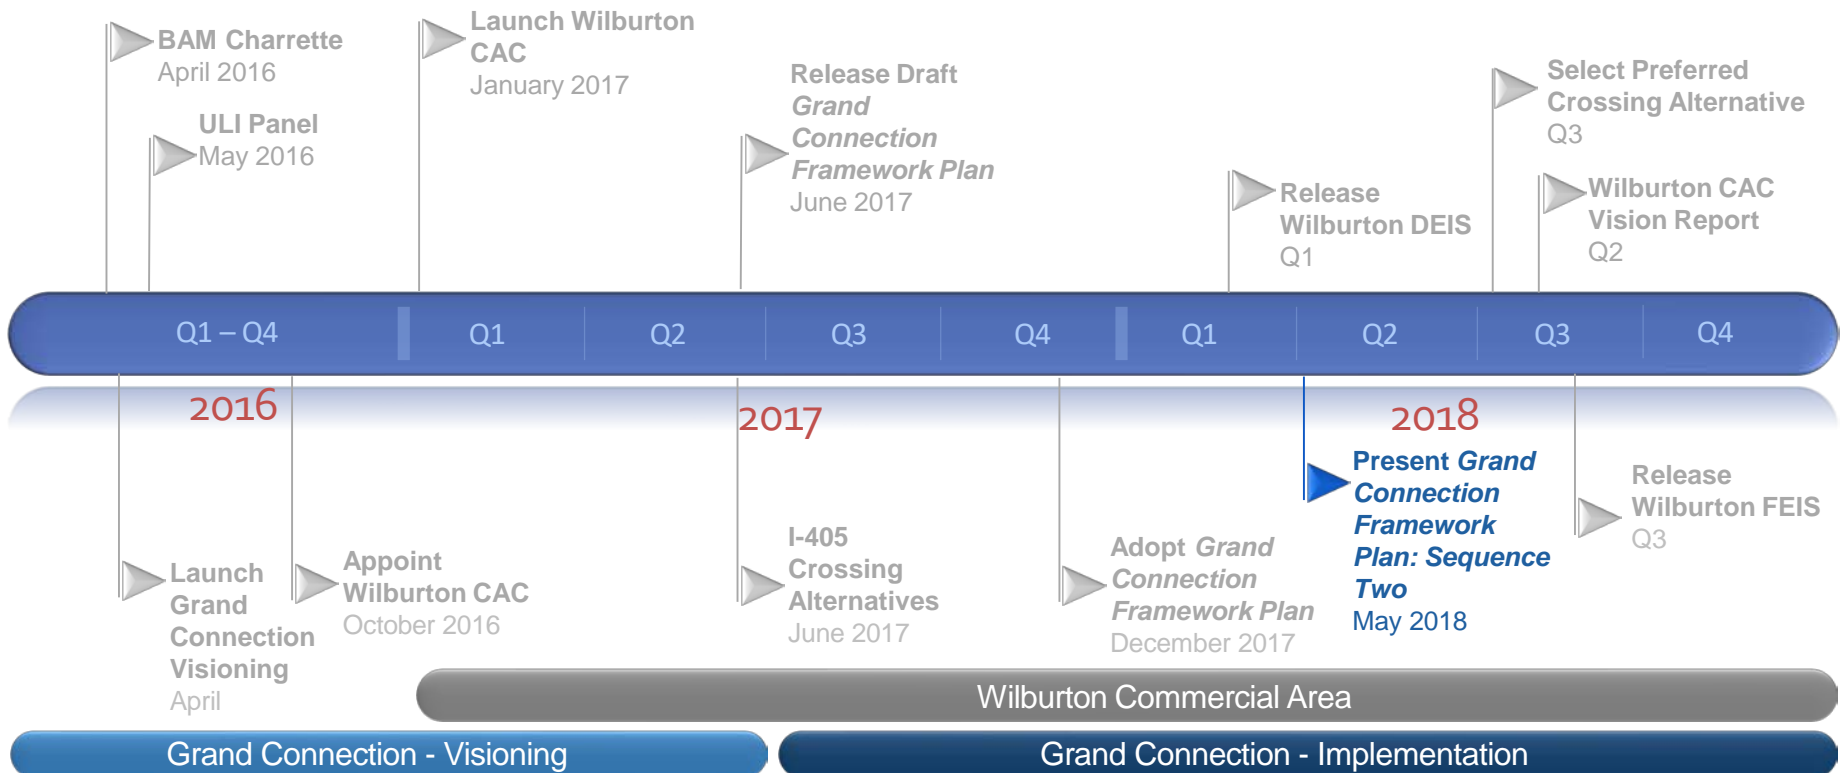 BAM Charrette
April 2016
ULI Panel
May 2016
Launch Wilburton
CAC
January 2017
Release Draft
Grand
Connection
Framework Plan
June 2017
Release
Wilburton DEIS
Q1
Select Preferred
Crossing Alternative
Q3
Wilburton CAC
Vision Report
Q2
Q1 – Q4
Q1
Q2
Q3
Q4
Q1
Q2
Q3
Q4
2016
2017
2018
Launch
Grand
Connection
Visioning
April
Appoint
Wilburton CAC
October 2016
I-405
Crossing
Alternatives
June 2017
Adopt Grand
Connection
Framework Plan
December 2017
Present Grand
Connection
Framework
Plan: Sequence
Two
May 2018
Release
Wilburton FEIS
Q3
Wilburton Commercial Area
Grand Connection - Visioning
Grand Connection - Implementation